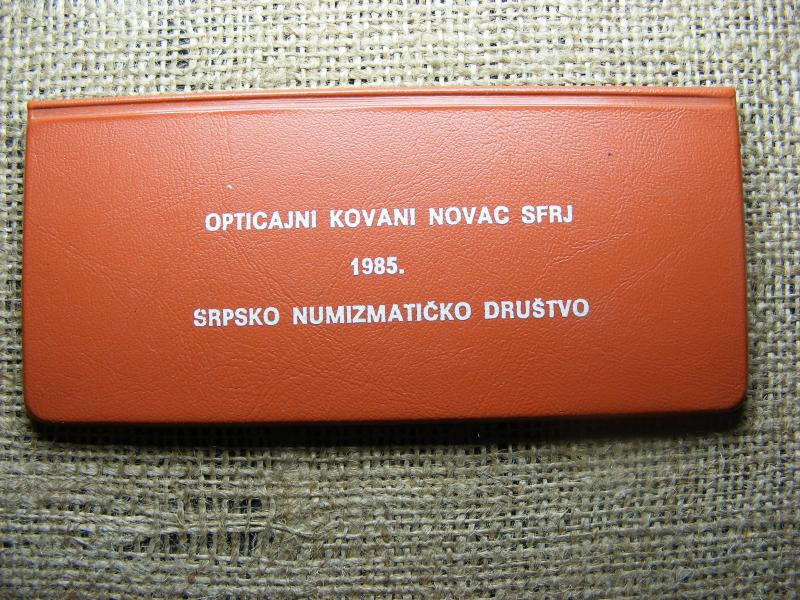 OPTICAJNI KOVANI NOVAC SFRJ
1985.
SRPSKO NUMIZMATIČKO DRUŠTVO